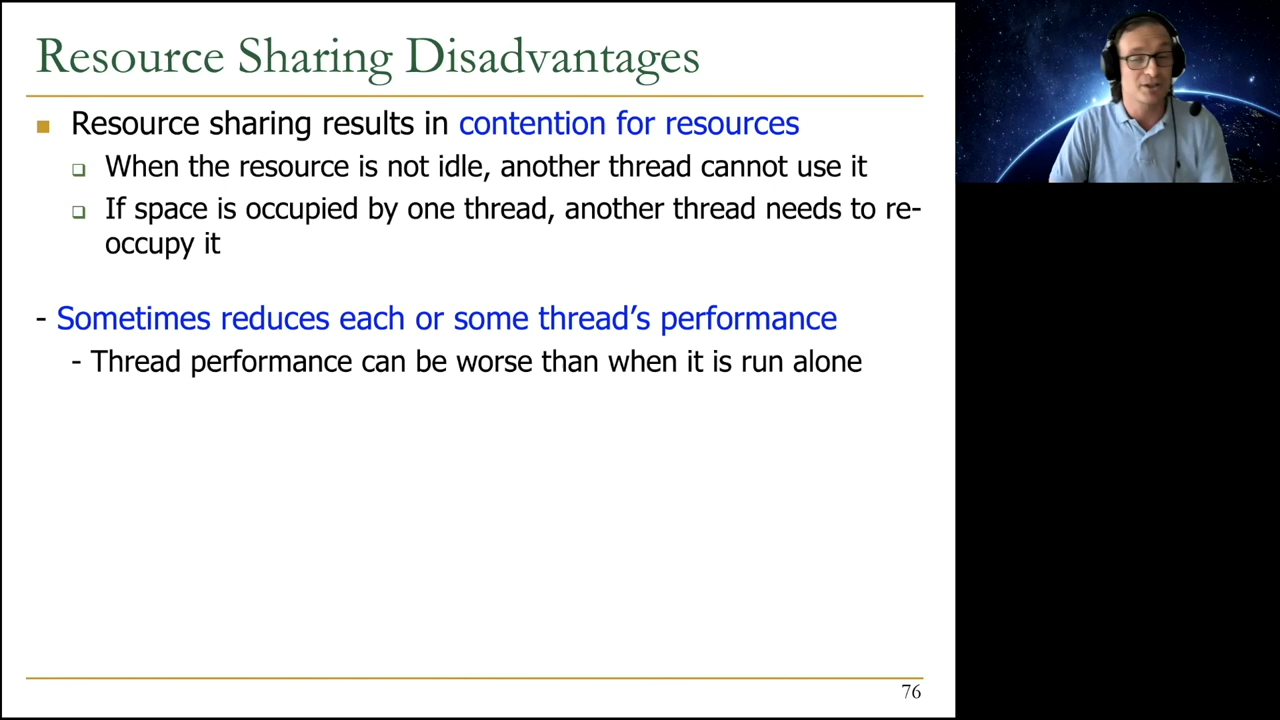 Resource Sharing Disadvantages
Resource sharing results in contention for resources
When the resource is not idle, another thread cannot use it
If space is occupied by one thread, another thread needs to re-
occupy it
- Sometimes reduces each or some thread’s performance
- Thread performance can be worse than when it is run alone
76